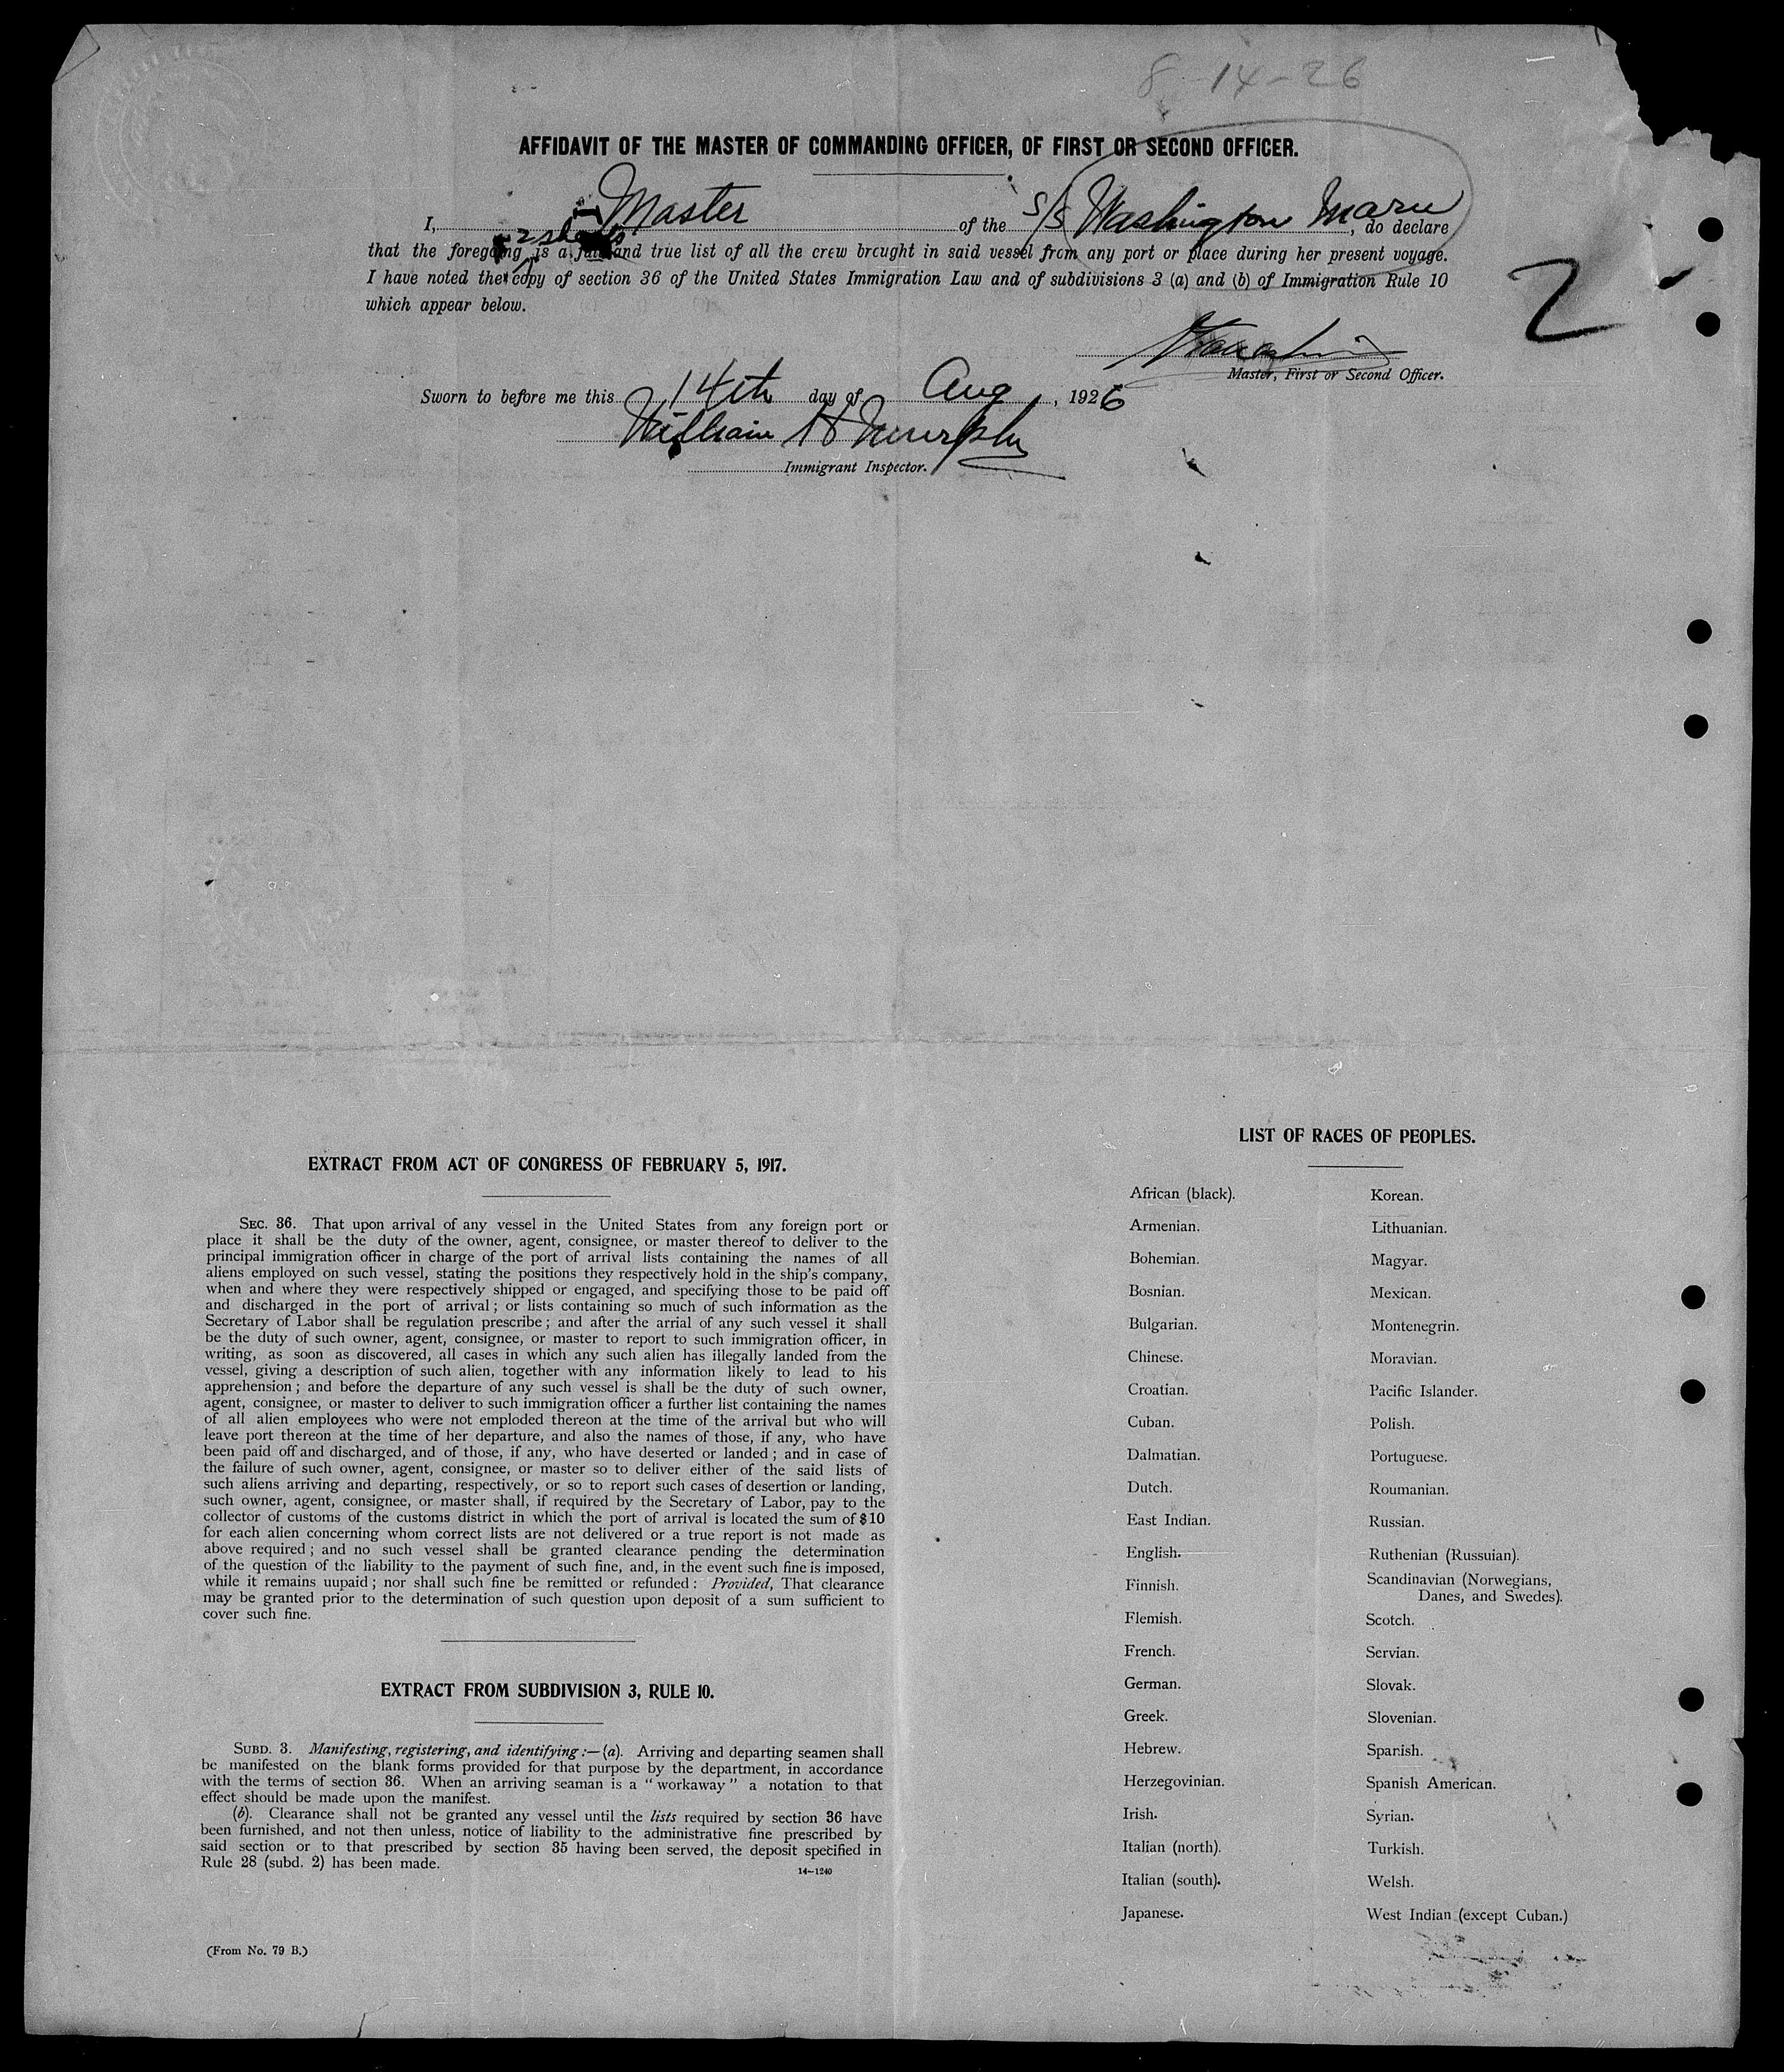 8-14-26
AFFIDAVIT OF THE MASTER OF COMMANDING OFFICER, OF FIRST OR SECOND OFFICER.
I, Master of the S/S Washington Maru, do declare
2 sheets
that the foregoing is a full and true list of all the crew brought in said vessel from any port or place during her present voyage.
I have noted the copy of section 36 of the United States Immigration Law and of subdivisions 3 (a) and (b) of Immigration Rule 10
which appear below.
2
Master, First or Second Officer.
Sworn to before me this 14th day of Aug, 1926
William H Murphy
Immigrant Inspector.
EXTRACT FROM ACT OF CONGRESS OF FEBRUARY 5, 1917.
SEC. 36. That upon arrival of any vessel in the United States from any foreign port or
place it shall be the duty of the owner, agent, consignee, or master thereof to deliver to the
principal immigration officer in charge of the port of arrival lists containing the names of all
aliens employed on such vessel, stating the positions they respectively hold in the ship's company,
when and where they were respectively shipped or engaged, and specifying those to be paid off
and discharged in the port of arrival; or lists containing so much of such information as the
Secretary of Labor shall be regulation prescribe; and after the arrial of any such vessel it shall
be the duty of such owner, agent, consignee, or master to report to such immigration officer, in
writing, as soon as discovered, all cases in which any such alien has illegally landed from the
vessel, giving a description of such alien, together with any information likely to lead to his
apprehension; and before the departure of any such vessel is shall be the duty of such owner,
agent, consignee, or master to deliver to such immigration officer a further list containing the names
of all alien employees who were not emploded thereon at the time of the arrival but who will
leave port thereon at the time of her departure, and also the names of those, if any, who have
been paid off and discharged, and of those, if any, who have deserted or landed; and in case of
the failure of such owner, agent, consignee, or master so to deliver either of the said lists of
such aliens arriving and departing, respectively, or so to report such cases of desertion or landing,
such owner, agent, consignee, or master shall, if required by the Secretary of Labor, pay to the
collector of customs of the customs district in which the port of arrival is located the sum of $10
for each alien concerning whom correct lists are not delivered or a true report is not made as
above required; and no such vessel shall be granted clearance pending the determination
of the question of the liability to the payment of such fine, and, in the event such fine is imposed,
while it remains uupaid; nor shall such fine be remitted or refunded: Provided, That clearance
may be granted prior to the determination of such question upon deposit of a sum sufficient to
cover such fine.
EXTRACT FROM SUBDIVISION 3, RULE 10.
SUBD. 3. Manifesting, registering, and identifying:—(a). Arriving and departing seamen shall
be manifested on the blank forms provided for that purpose by the department, in accordance
with the terms of section 36. When an arriving seaman is a "workaway" a notation to that
effect should be made upon the manifest.
(b). Clearance shall not be granted any vessel until the lists required by section 36 have
been furnished, and not then unless, notice of liability to the administrative fine prescribed by
said section or to that prescribed by section 35 having been served, the deposit specified in
Rule 28 (subd. 2) has been made.
14-1240
(From No. 79 B.)
LIST OF RACES OF PEOPLES.
African (black).
Armenian.
Bohemian.
Bosnian.
Bulgarian.
Chinese.
Croatian.
Cuban.
Dalmatian.
Dutch.
East Indian.
English.
Finnish.
Flemish.
French.
German.
Greek.
Hebrew.
Herzegovinian.
Irish.
Italian (north).
Italian (south).
Japanese.
Korean.
Lithuanian.
Magyar.
Mexican.
Montenegrin.
Moravian.
Pacific Islander.
Polish.
Portuguese.
Roumanian.
Russian.
Ruthenian (Russuian).
Scandinavian (Norwegians,
Danes, and Swedes).
Scotch.
Servian.
Slovak.
Slovenian.
Spanish.
Spanish American.
Syrian.
Turkish.
Welsh.
West Indian (except Cuban.)